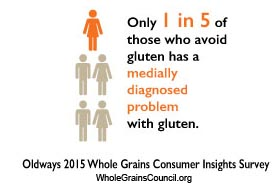 Only 1 in 5 of
those who avoid
gluten has a
medially
diagnosed
problem
with gluten.
Oldways 2015 Whole Grains Consumer Insights Survey
WholeGrainsCouncil.org